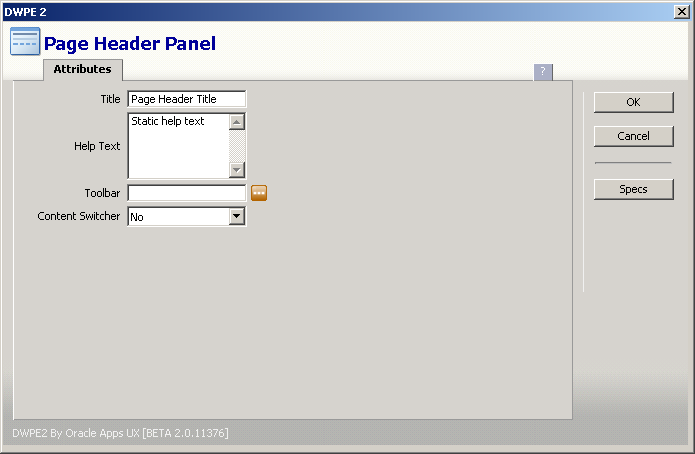 DWPE 2
Page Header Panel
Attributes
?
Title Page Header Title
Help Text Static help text
Toolbar
Content Switcher No
OK
Cancel
Specs
DWPE2 By Oracle Apps UX [BETA 2.0.11376]